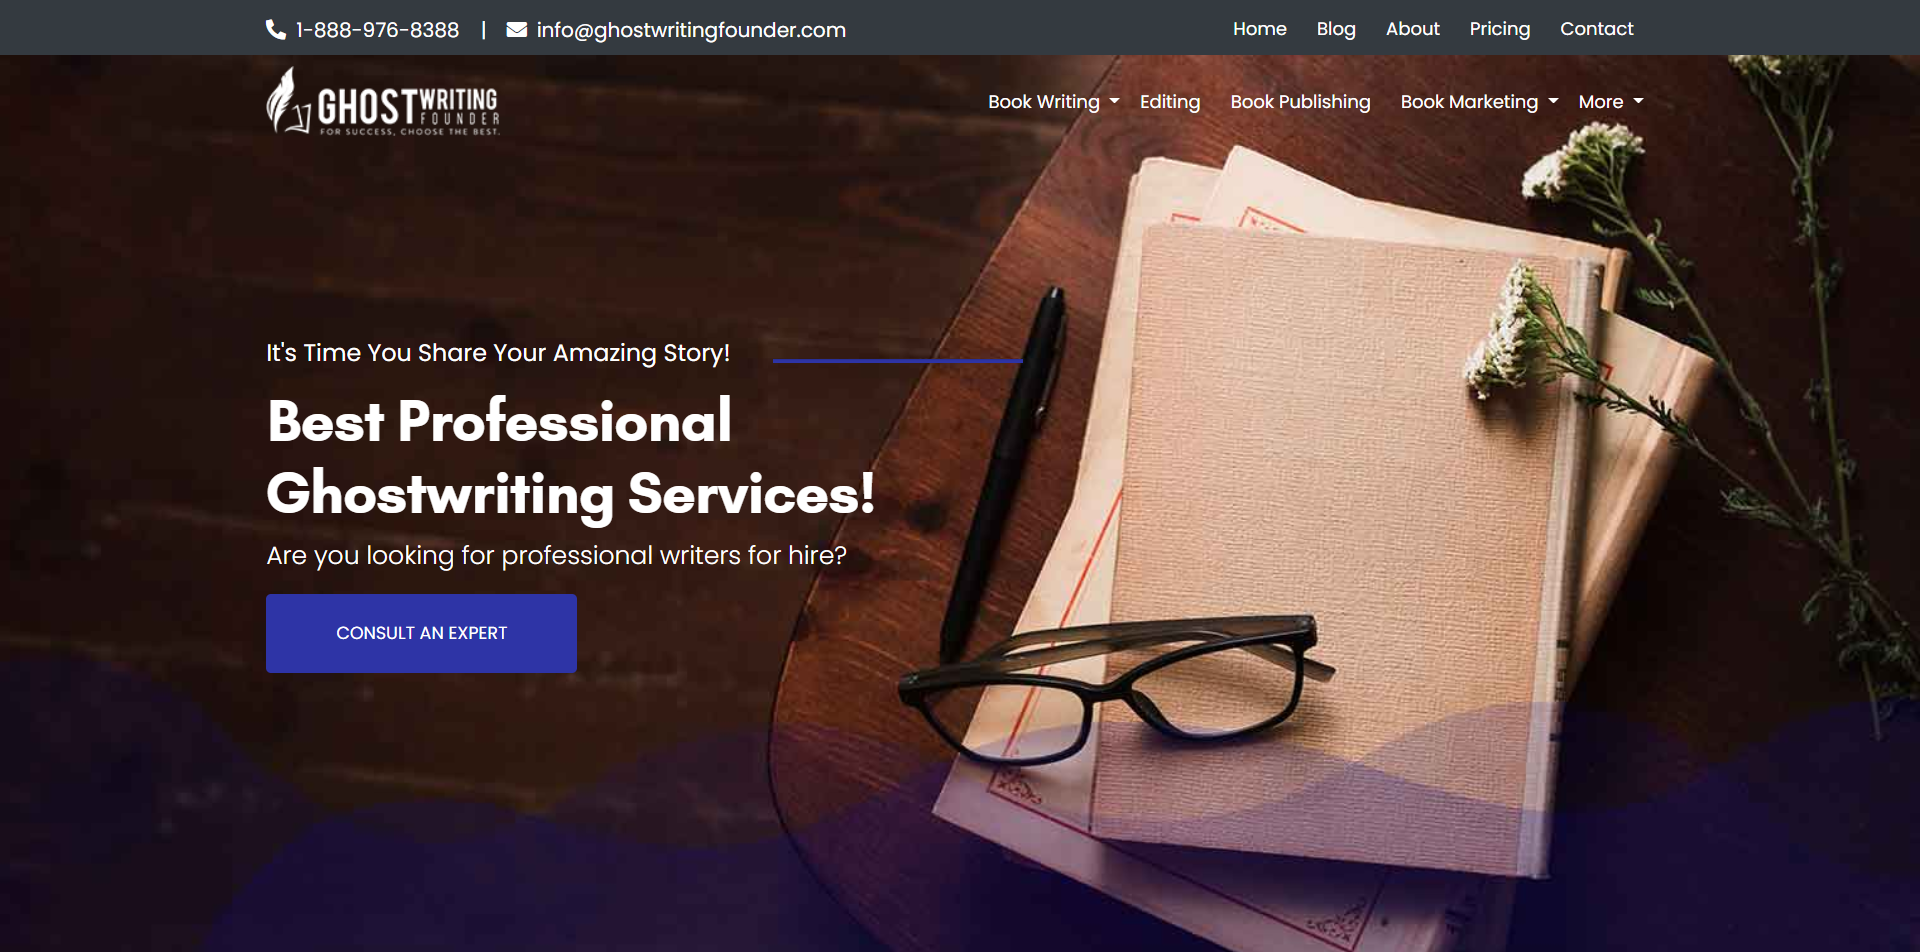 1-888-976-8388 | info@ghostwritingfounder.com
Home Blog About Pricing Contact
GHOSTWRITING
FOUNDER
FOR SUCCESS, CHOOSE THE BEST.
Book Writing Editing Book Publishing Book Marketing More
It's Time You Share Your Amazing Story!
Best Professional
Ghostwriting Services!
Are you looking for professional writers for hire?
CONSULT AN EXPERT